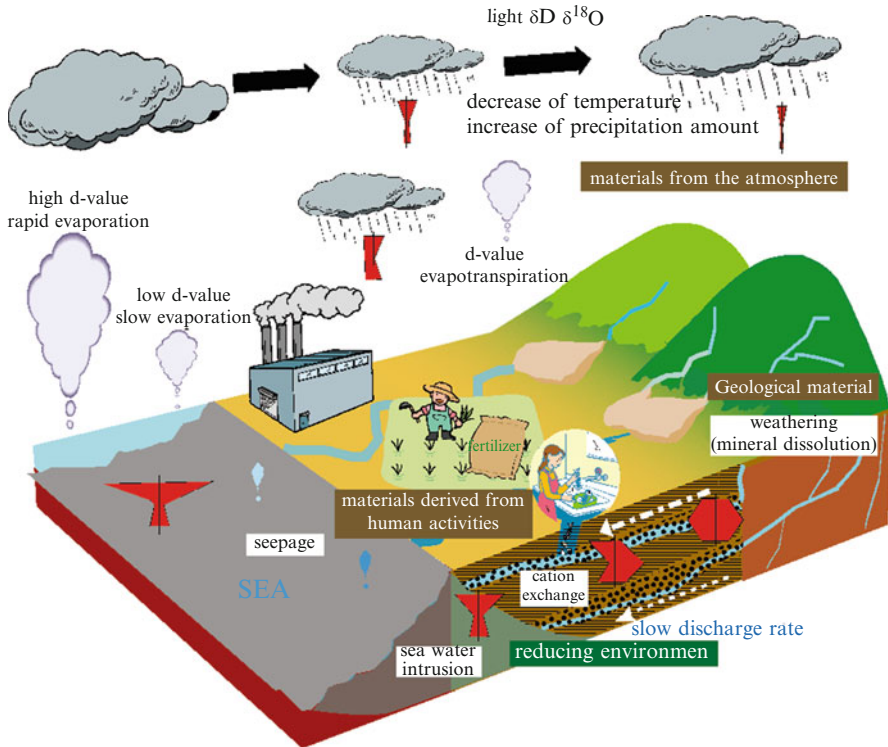 light δD δ¹⁸O
decrease of temperature
increase of precipitation amount
materials from the atmosphere
high d-value
rapid evaporation
d-value
evapotranspiration
low d-value
slow evaporation
Geological material
weathering
(mineral dissolution)
fertilizer
materials derived from
human activities
seepage
SEA
cation
exchange
slow discharge rate
sea water
intrusion
reducing environmen